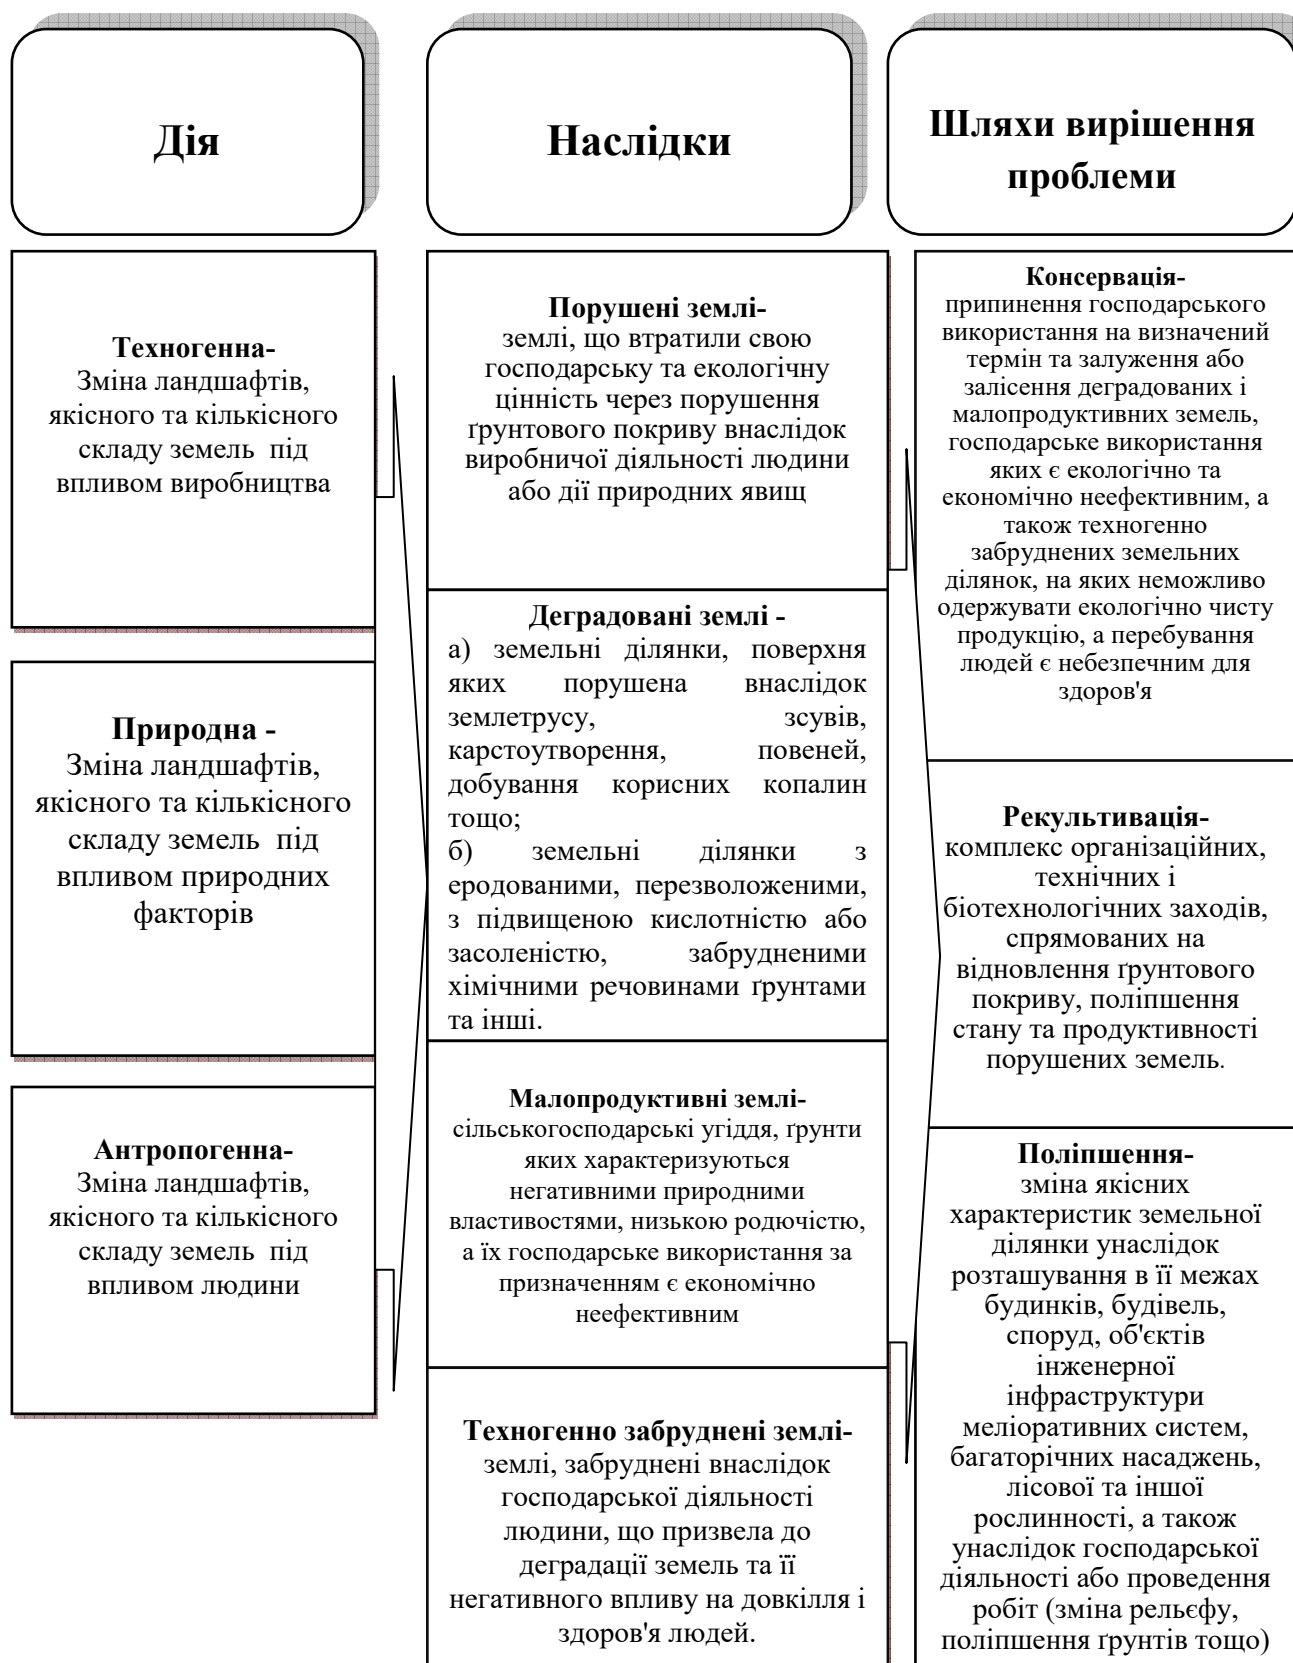 Дія
Наслідки
Шляхи вирішення
проблеми
Техногенна-
Зміна ландшафтів,
якісного та кількісного
складу земель під
впливом виробництва
Природна -
Зміна ландшафтів,
якісного та кількісного
складу земель під
впливом природних
факторів
Антропогенна-
Зміна ландшафтів,
якісного та кількісного
складу земель під
впливом людини
Порушені землі-
землі, що втратили свою
господарську та екологічну
цінність через порушення
ґрунтового покриву внаслідок
виробничої діяльності людини
або дії природних явищ
Деградовані землі -
а) земельні ділянки, поверхня
яких порушена внаслідок
землетрусу, зсувів,
карстоутворення, повеней,
добування корисних копалин
тощо;
б) земельні ділянки з
еродованими, перезволоженими,
з підвищеною кислотністю або
засоленістю, забрудненими
хімічними речовинами ґрунтами
та інші.
Малопродуктивні землі-
сільськогосподарські угіддя, ґрунти
яких характеризуються
негативними природними
властивостями, низькою родючістю,
а їх господарське використання за
призначенням є економічно
неефективним
Техногенно забруднені землі-
землі, забруднені внаслідок
господарської діяльності
людини, що призвела до
деградації земель та її
негативного впливу на довкілля і
здоров'я людей.
Консервація-
припинення господарського
використання на визначений
термін та залуження або
залісення деградованих і
малопродуктивних земель,
господарське використання
яких є екологічно та
економічно неефективним, а
також техногенно
забруднених земельних
ділянок, на яких неможливо
одержувати екологічно чисту
продукцію, а перебування
людей є небезпечним для
здоров'я
Рекультивація-
комплекс організаційних,
технічних і
біотехнологічних заходів,
спрямованих на
відновлення ґрунтового
покриву, поліпшення
стану та продуктивності
порушених земель.
Поліпшення-
зміна якісних
характеристик земельної
ділянки унаслідок
розташування в її межах
будинків, будівель,
споруд, об'єктів
інженерної
інфраструктури
меліоративних систем,
багаторічних насаджень,
лісової та іншої
рослинності, а також
унаслідок господарської
діяльності або проведення
робіт (зміна рельєфу,
поліпшення ґрунтів тощо)